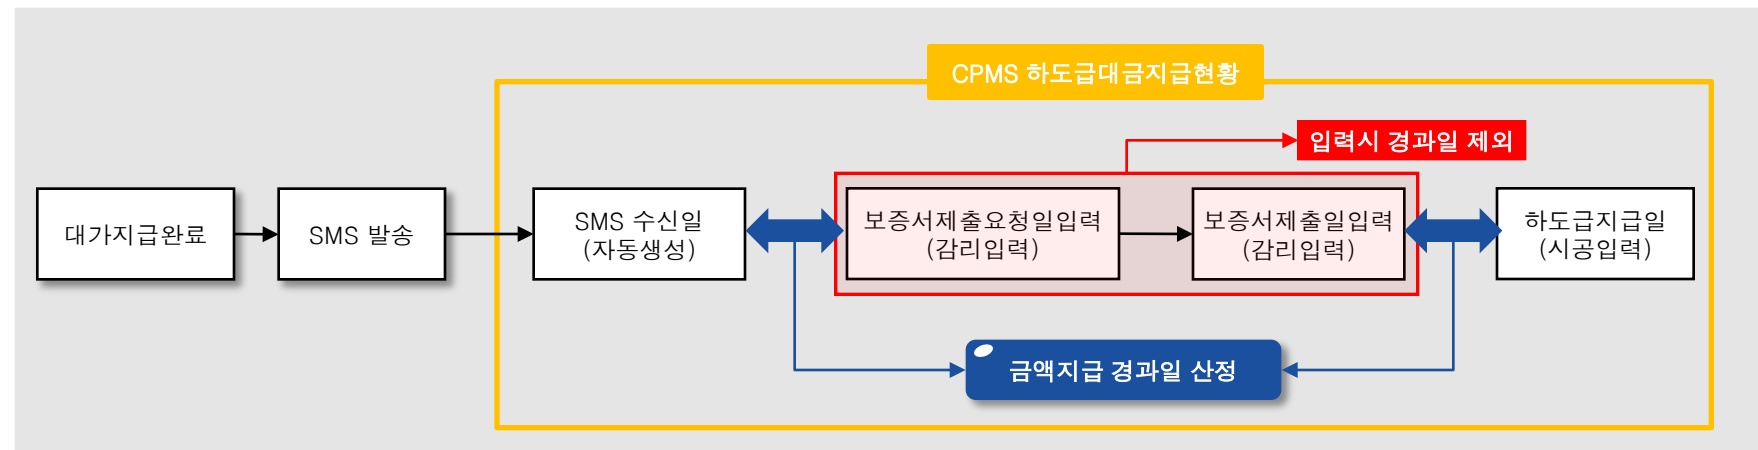 CPMS 하도급대금지급현황
입력시 경과일 제외
대가지급완료
SMS 발송
SMS 수신일
(자동생성)
보증서제출요청일입력
(감리입력)
보증서제출일입력
(감리입력)
하도급지급일
(시공입력)
금액지급 경과일 산정